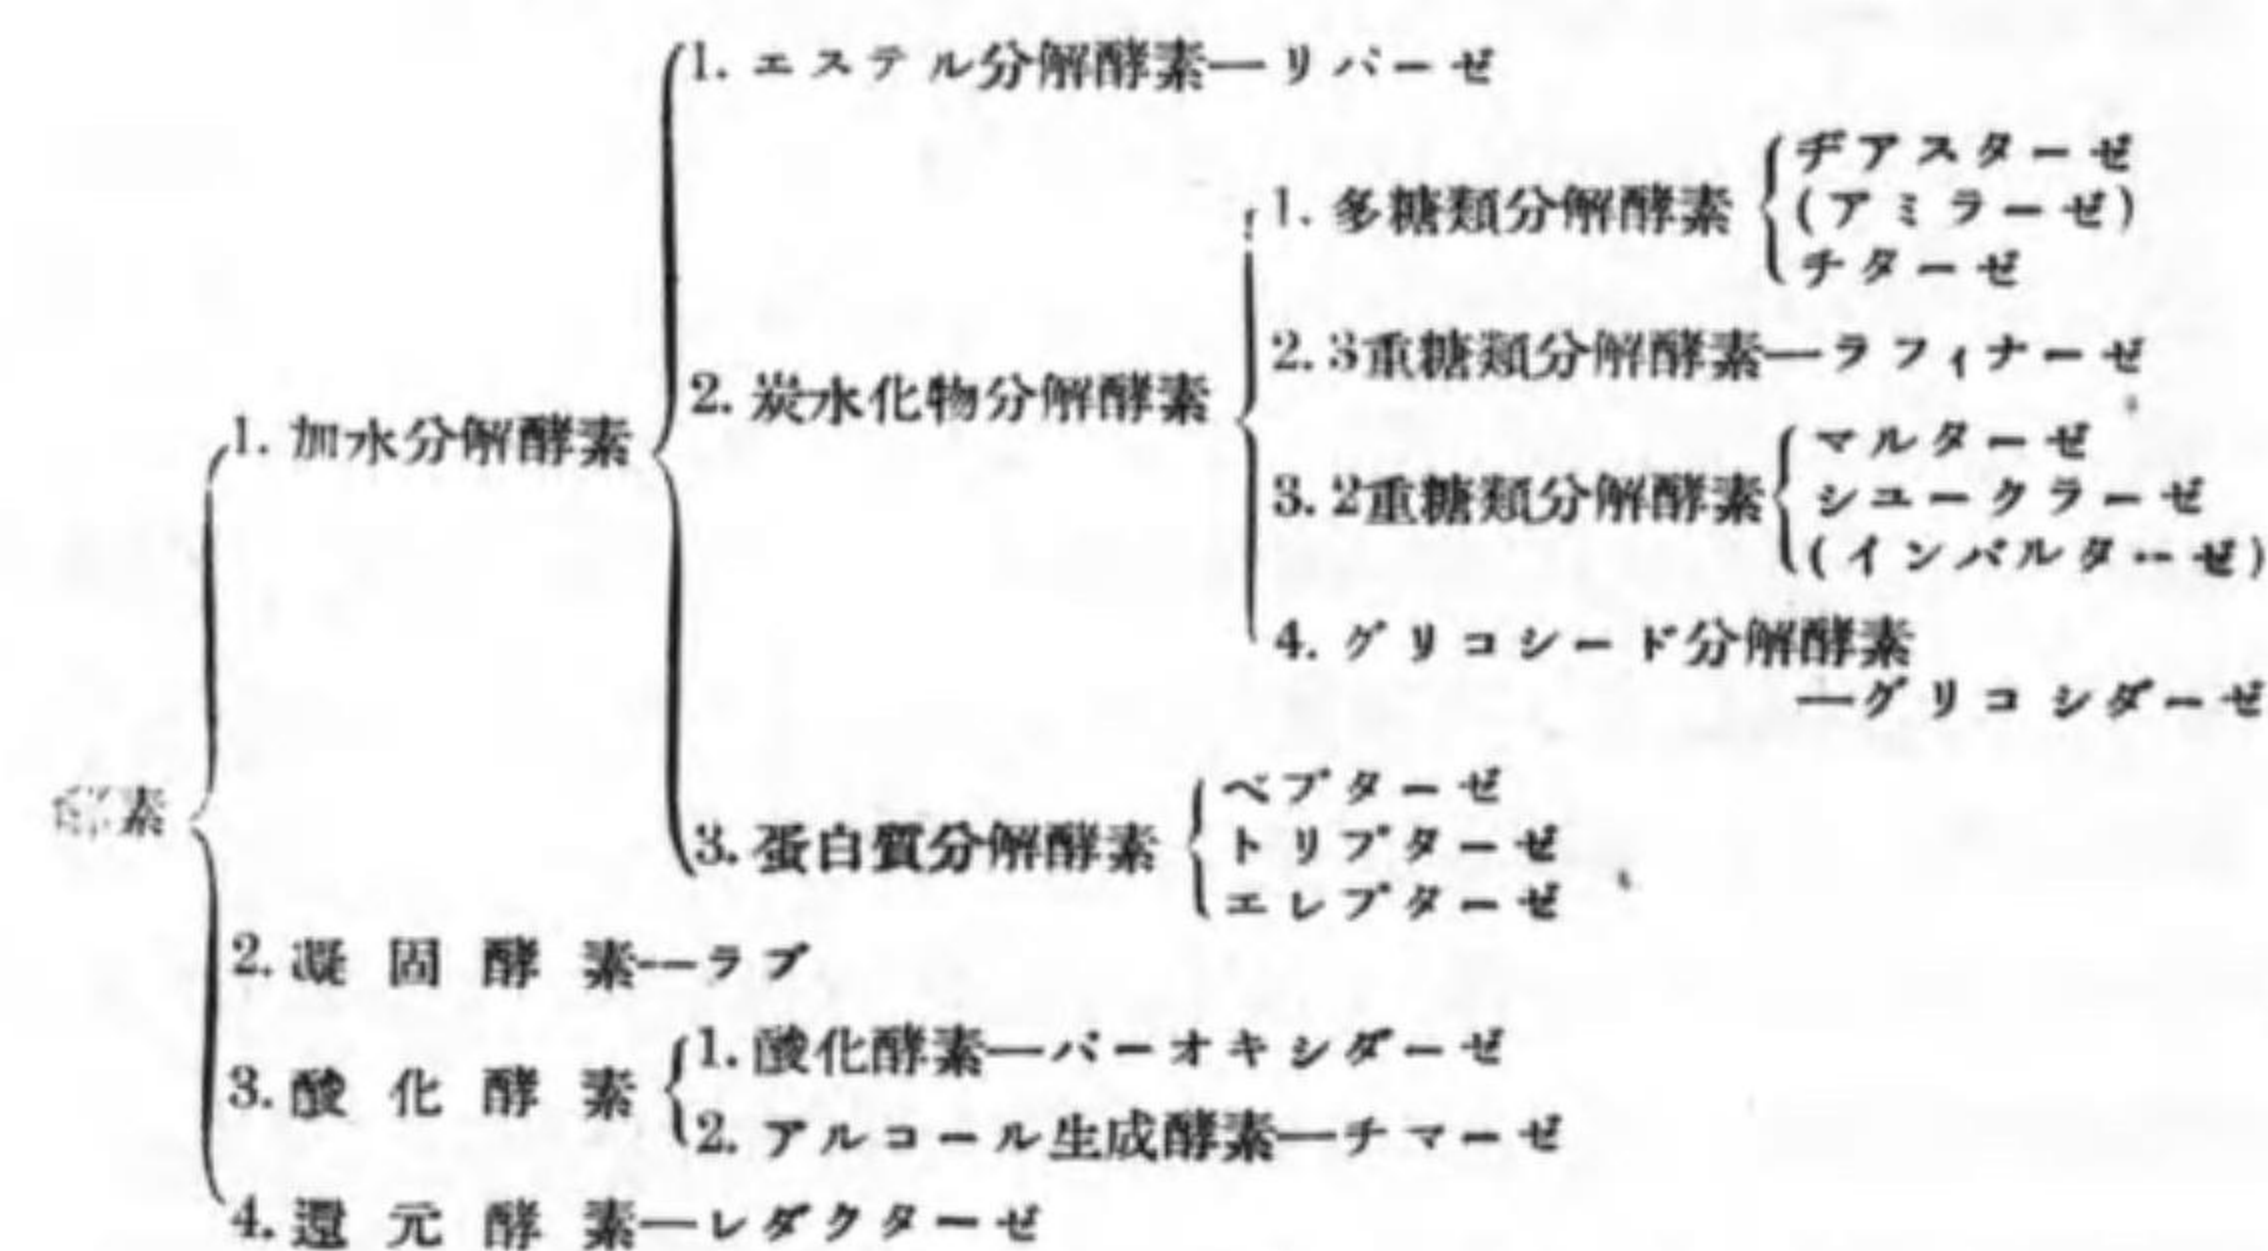 1. エステル分解酵素—リパーゼ
ヂアスターゼ
1. 多糖類分解酵素
(アミラーゼ)
チターゼ
2. 3重糖類分解酵素—ラフィナーゼ
2. 炭水化物分解酵素
1. 加水分解酵素
マルターゼ
3. 2重糖類分解酵素
シュークラーゼ
(インバルターゼ)
4. グリコシード分解酵素
—グリコシダーゼ
ペプターゼ
酵素
3. 蛋白質分解酵素
トリプターゼ
エレプターゼ
2. 凝固酵素—ラブ
1. 酸化酵素—パーオキシダーゼ
3. 酸化酵素
2. アルコール生成酵素—チマーゼ
4. 還元酵素—レダクターゼ